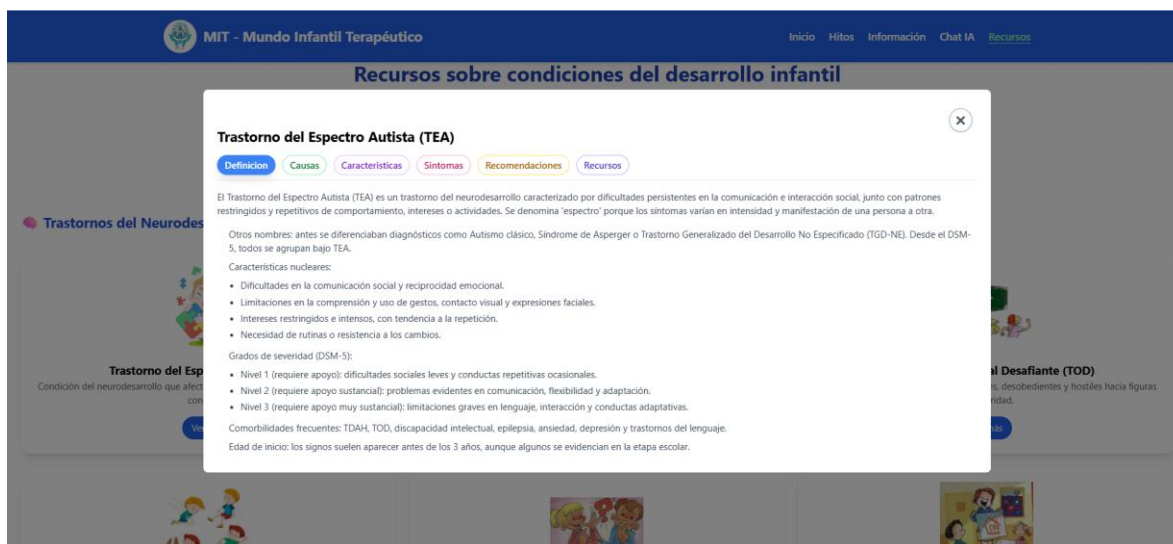 MIT - Mundo Infantil Terapéutico
Inicio Hitos Información Chat IA Recursos
Recursos sobre condiciones del desarrollo infantil
Trastorno del Espectro Autista (TEA)
Definicion Causas Caracteristicas Sintomas Recomendaciones Recursos
El Trastorno del Espectro Autista (TEA) es un trastorno del neurodesarrollo caracterizado por dificultades persistentes en la comunicación e interacción social, junto con patrones
restringidos y repetitivos de comportamiento, intereses o actividades. Se denomina 'espectro' porque los síntomas varían en intensidad y manifestación de una persona a otra.
Otros nombres: antes se diferenciaban diagnósticos como Autismo clásico, Síndrome de Asperger o Trastorno Generalizado del Desarrollo No Especificado (TGD-NE). Desde el DSM-
5, todos se agrupan bajo TEA.
Características nucleares:
• Dificultades en la comunicación social y reciprocidad emocional.
• Limitaciones en la comprensión y uso de gestos, contacto visual y expresiones faciales.
• Intereses restringidos e intensos, con tendencia a la repetición.
• Necesidad de rutinas o resistencia a los cambios.
Grados de severidad (DSM-5):
• Nivel 1 (requiere apoyo): dificultades sociales leves y conductas repetitivas ocasionales.
• Nivel 2 (requiere apoyo sustancial): problemas evidentes en comunicación, flexibilidad y adaptación.
• Nivel 3 (requiere apoyo muy sustancial): limitaciones graves en lenguaje, interacción y conductas adaptativas.
Comorbilidades frecuentes: TDAH, TOD, discapacidad intelectual, epilepsia, ansiedad, depresión y trastornos del lenguaje.
Edad de inicio: los signos suelen aparecer antes de los 3 años, aunque algunos se evidencian en la etapa escolar.
Trastornos del Neurodes
Trastorno del Esp
Condición del neurodesarrollo que afect
con
Ve
al Desafiante (TOD)
s, desobedientes y hostiles hacia figuras
ridad.
ás